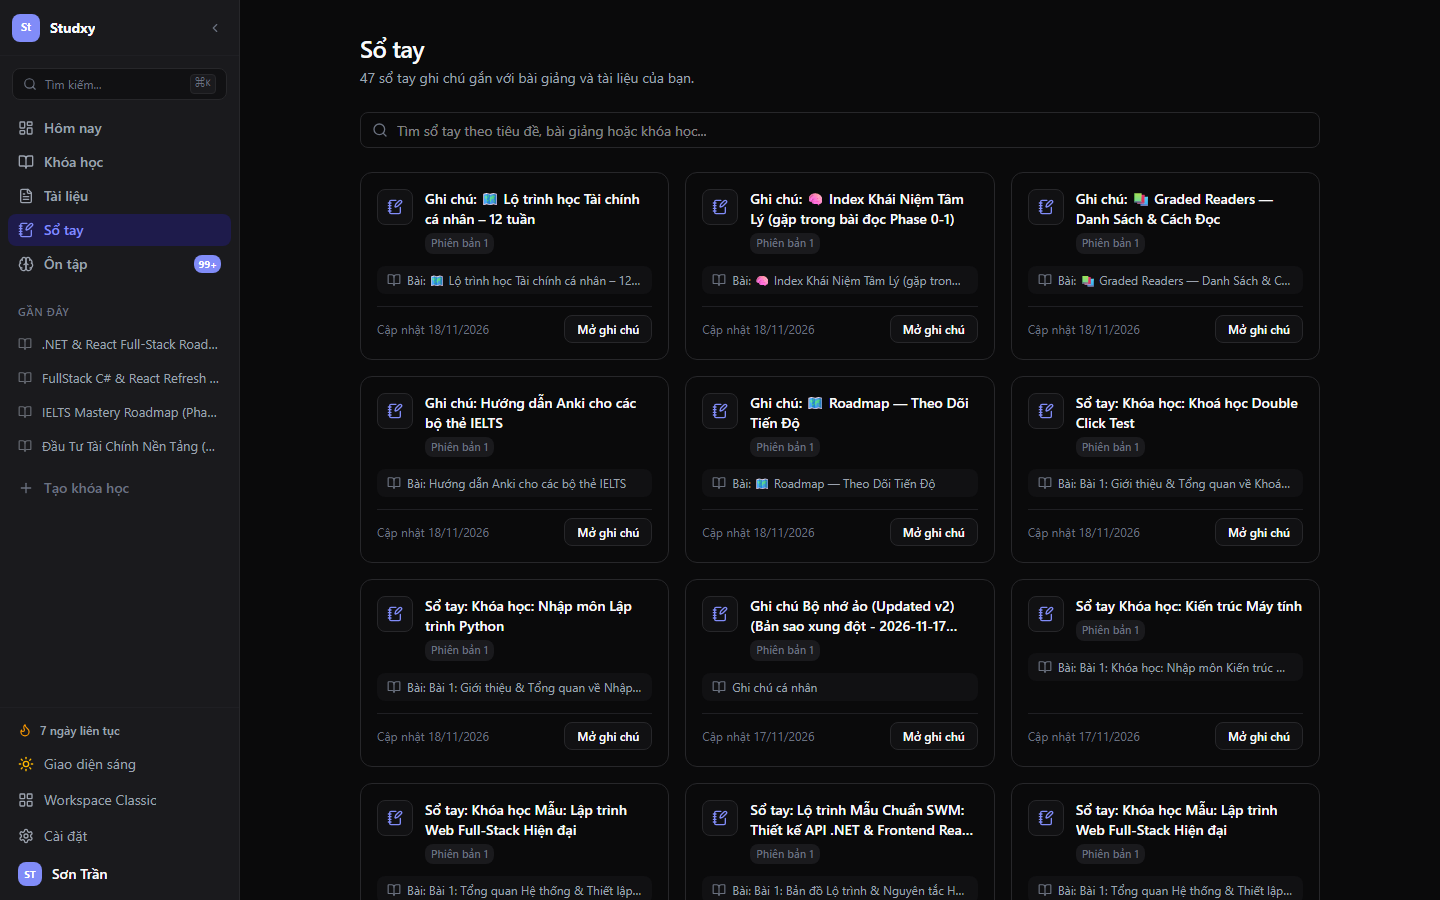 St
Studxy
Tìm kiếm...
⌘K
Hôm nay
Khóa học
Tài liệu
Sổ tay
Ôn tập
99+
GẦN ĐÂY
.NET & React Full-Stack Road...
FullStack C# & React Refresh ...
IELTS Mastery Roadmap (Pha...
Đầu Tư Tài Chính Nền Tảng (...
Tạo khóa học
7 ngày liên tục
Giao diện sáng
Workspace Classic
Cài đặt
ST
Sơn Trần
Sổ tay
47 sổ tay ghi chú gắn với bài giảng và tài liệu của bạn.
Tìm sổ tay theo tiêu đề, bài giảng hoặc khóa học...
Ghi chú: 🗺️ Lộ trình học Tài chính
cá nhân – 12 tuần
Phiên bản 1
Bài: 🗺️ Lộ trình học Tài chính cá nhân – 12...
Cập nhật 18/11/2026
Mở ghi chú
Ghi chú: 🧠 Index Khái Niệm Tâm
Lý (gặp trong bài đọc Phase 0-1)
Phiên bản 1
Bài: 🧠 Index Khái Niệm Tâm Lý (gặp tron...
Cập nhật 18/11/2026
Mở ghi chú
Ghi chú: 📚 Graded Readers —
Danh Sách & Cách Đọc
Phiên bản 1
Bài: 📚 Graded Readers — Danh Sách & C...
Cập nhật 18/11/2026
Mở ghi chú
Ghi chú: Hướng dẫn Anki cho các
bộ thẻ IELTS
Phiên bản 1
Bài: Hướng dẫn Anki cho các bộ thẻ IELTS
Cập nhật 18/11/2026
Mở ghi chú
Ghi chú: 🗺️ Roadmap — Theo Dõi
Tiến Độ
Phiên bản 1
Bài: 🗺️ Roadmap — Theo Dõi Tiến Độ
Cập nhật 18/11/2026
Mở ghi chú
Sổ tay: Khóa học: Khoá học Double
Click Test
Phiên bản 1
Bài: Bài 1: Giới thiệu & Tổng quan về Khoá...
Cập nhật 18/11/2026
Mở ghi chú
Sổ tay: Khóa học: Nhập môn Lập
trình Python
Phiên bản 1
Bài: Bài 1: Giới thiệu & Tổng quan về Nhập...
Cập nhật 18/11/2026
Mở ghi chú
Ghi chú Bộ nhớ ảo (Updated v2)
(Bản sao xung đột - 2026-11-17...
Phiên bản 1
Ghi chú cá nhân
Cập nhật 17/11/2026
Mở ghi chú
Sổ tay Khóa học: Kiến trúc Máy tính
Phiên bản 1
Bài: Bài 1: Khóa học: Nhập môn Kiến trúc ...
Cập nhật 17/11/2026
Mở ghi chú
Sổ tay: Khóa học Mẫu: Lập trình
Web Full-Stack Hiện đại
Phiên bản 1
Bài: Bài 1: Tổng quan Hệ thống & Thiết lập...
Sổ tay: Lộ trình Mẫu Chuẩn SWM:
Thiết kế API .NET & Frontend Rea...
Phiên bản 1
Bài: Bài 1: Bản đồ Lộ trình & Nguyên tắc H...
Sổ tay: Khóa học Mẫu: Lập trình
Web Full-Stack Hiện đại
Phiên bản 1
Bài: Bài 1: Tổng quan Hệ thống & Thiết lập...